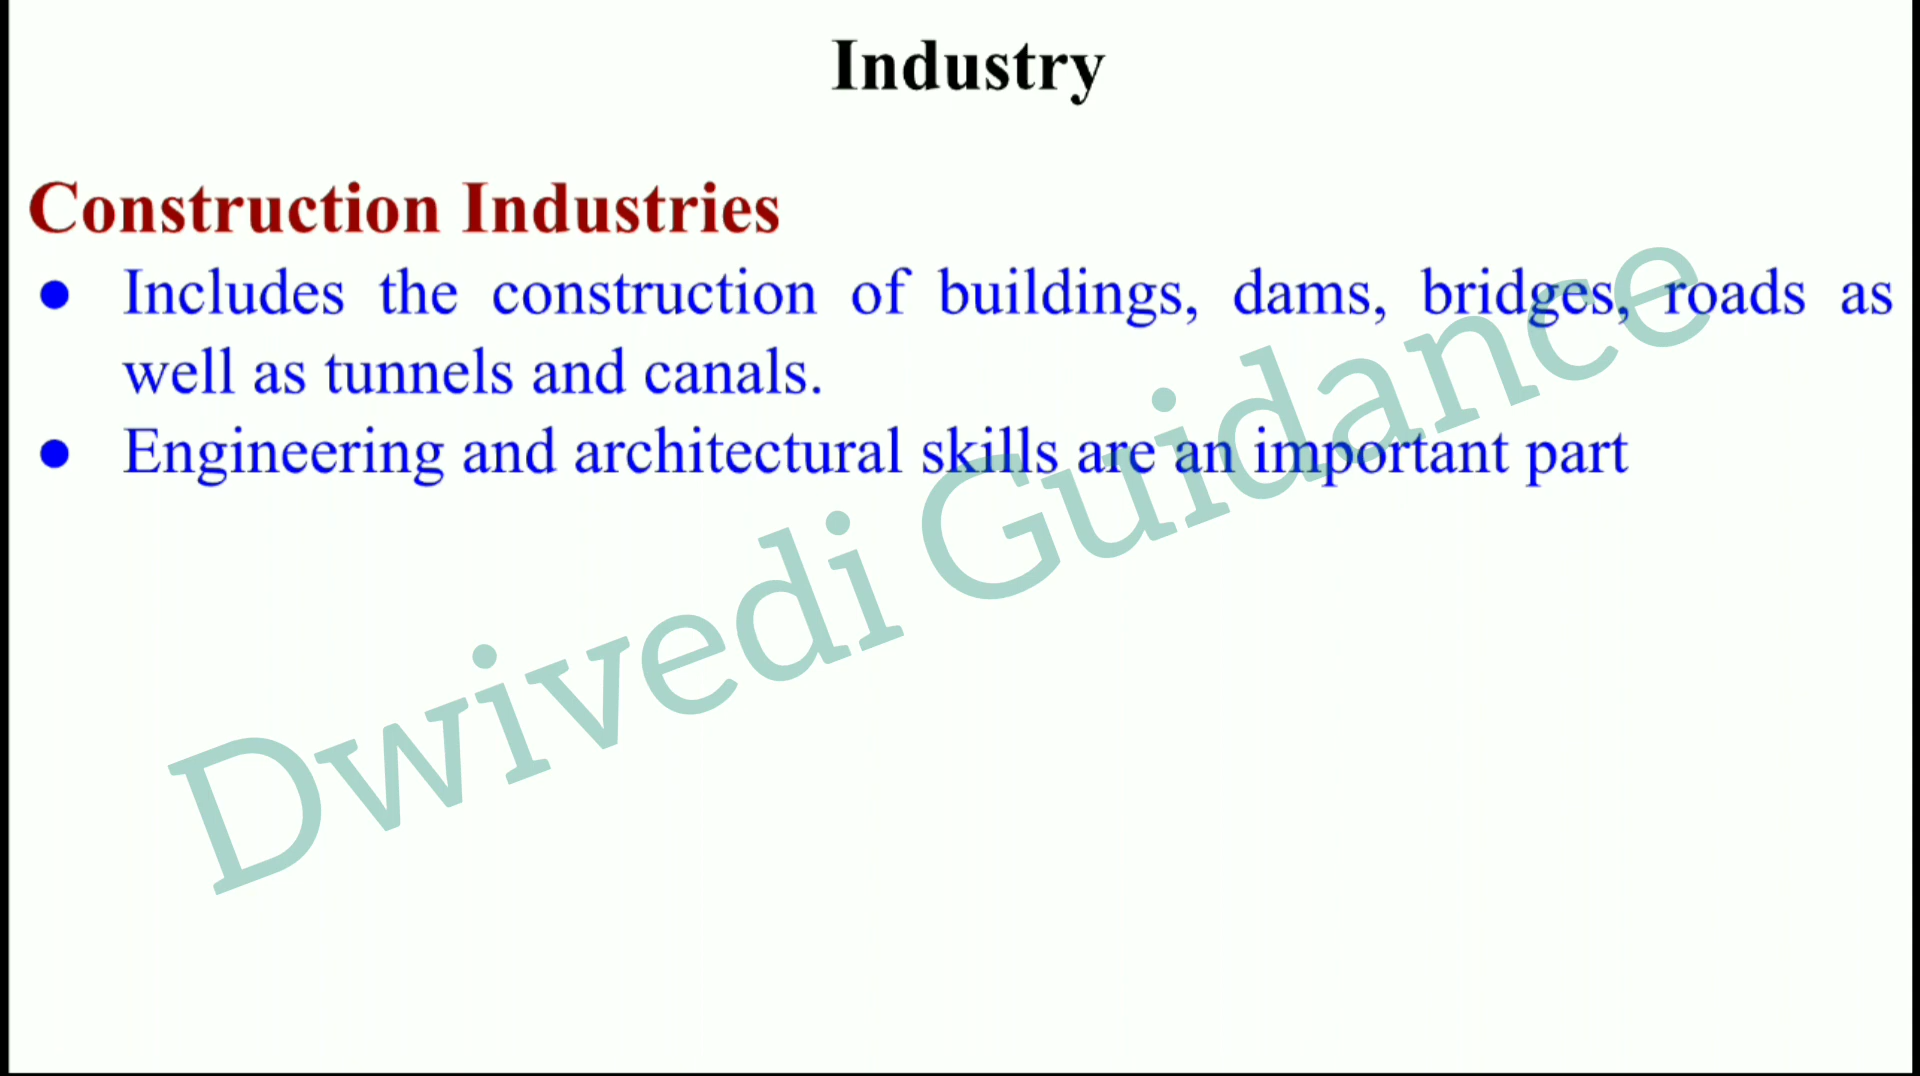 Industry
Construction Industries
● Includes the construction of buildings, dams, bridges, roads as
well as tunnels and canals.
● Engineering and architectural skills are an important part
Dwivedi Guidance